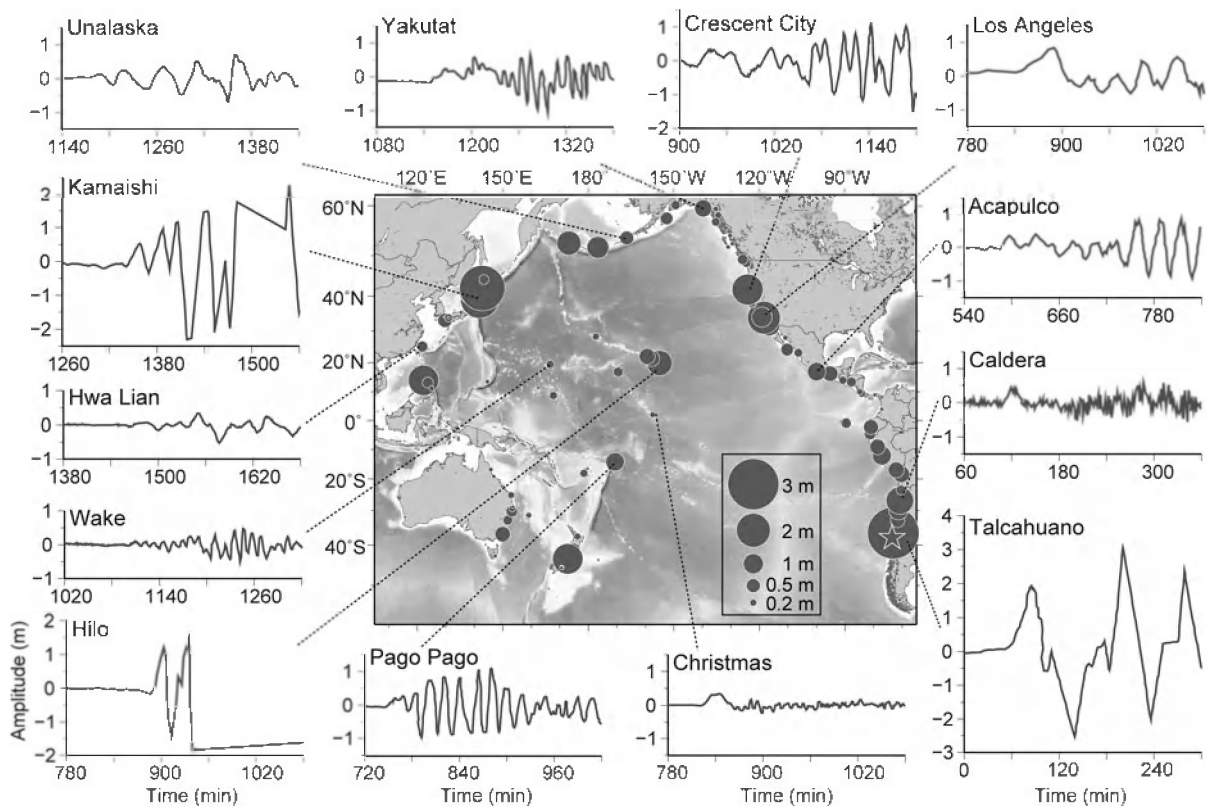 Unalaska
1
0
−1
1140 1260 1380
Yakutat
1
0
−1
1080 1200 1320
Crescent City
1
0
−1
−2
900 1020 1140
Los Angeles
1
0
−1
780 900 1020
Kamaishi
2
1
0
−1
−2
1260 1380 1500
120°E 150°E 180° 150°W 120°W 90°W
60°N
40°N
20°N
0°
20°S
40°S
3 m
2 m
1 m
0.5 m
0.2 m
Acapulco
1
0
−1
540 660 780
Hwa Lian
1
0
−1
1380 1500 1620
Caldera
1
0
−1
60 180 300
Wake
1
0
−1
1020 1140 1260
Talcahuano
3
2
1
0
−1
−2
−3
0 120 240
Time (min)
Hilo
Amplitude (m)
2
1
0
−1
−2
780 900 1020
Time (min)
Pago Pago
1
0
−1
720 840 960
Time (min)
Christmas
1
0
−1
780 900 1020
Time (min)